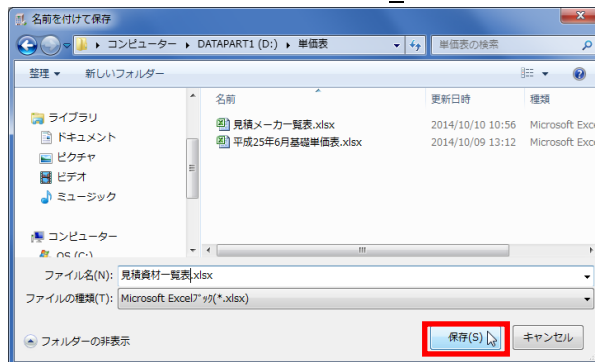 名前を付けて保存
コンピューター ▸ DATAPART1 (D:) ▸ 単価表
単価表の検索
整理 ▼ 新しいフォルダー
名前 更新日時 種類
ライブラリ
ドキュメント
ピクチャ
ビデオ
ミュージック
コンピューター
OS (C:)
見積メーカ一覧表.xlsx 2014/10/10 10:56 Microsoft Exce
平成25年6月基礎単価表.xlsx 2014/10/09 13:12 Microsoft Exce
ファイル名(N): 見積資材一覧表.xlsx
ファイルの種類(T): Microsoft Excelブック(*.xlsx)
フォルダーの非表示
保存(S)
キャンセル